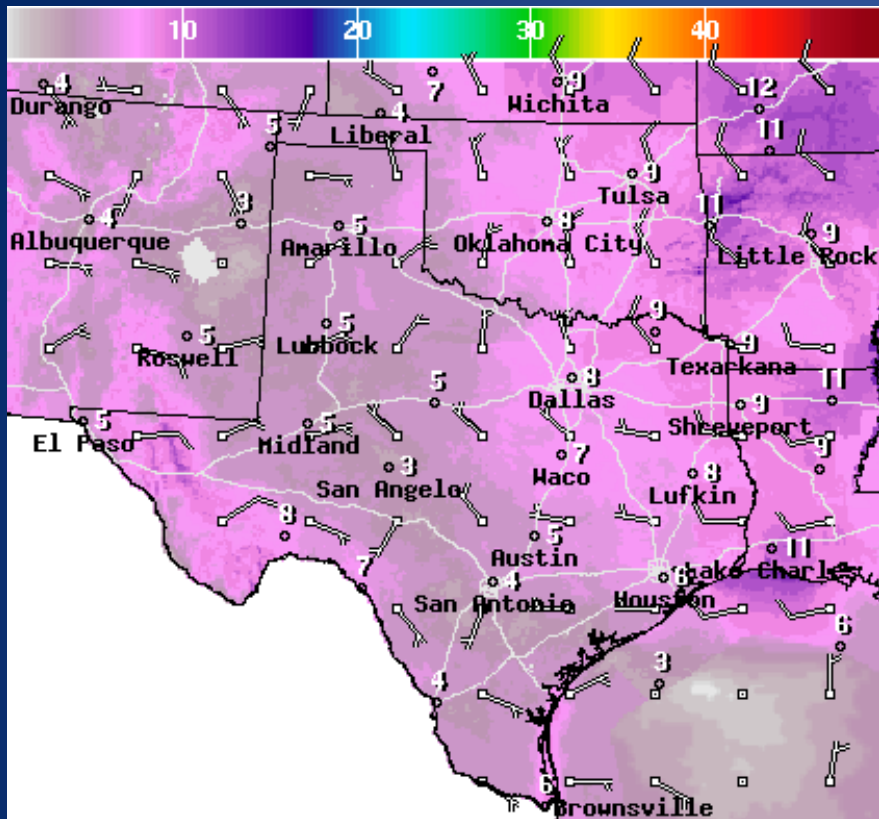 10 20 30 40
4 7 9 12
Durango Wichita
4
Liberal
5 11
9
Tulsa
4 3 5 8 11 9
Albuquerque Amarillo Oklahoma City Little Rock
5 5 9 9
Roswell Lubbock Texarkana
5 8 11
Dallas
5 5 9
El Paso Midland Shreveport
3 7 8 9
San Angelo Waco Lufkin
8 5 11
Austin
Lake Charles
7 4 6
San Antonio Houston
6
4 3
6
Brownsville